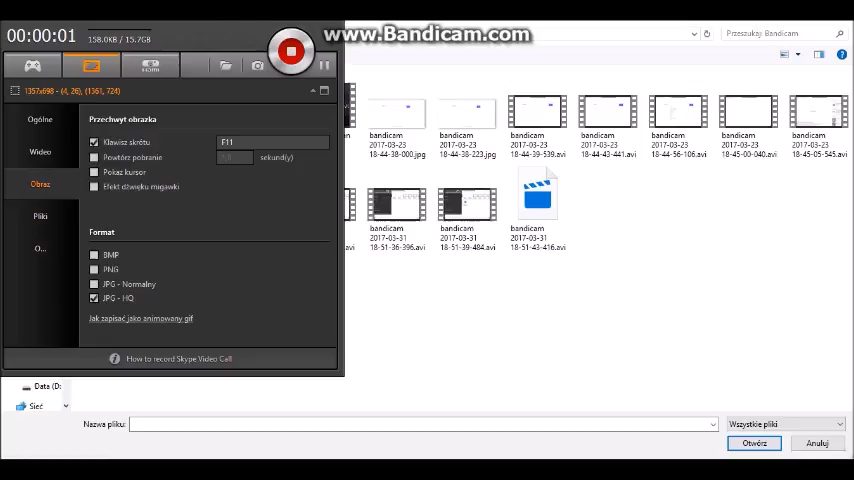 00:00:01
158.0KB / 15.7GB
www.Bandicam.com
Przeszukaj: Bandicam
1357x698 - (4, 26), (1361, 724)
Ogólne
Wideo
Obraz
Pliki
O...
Przechwyt obrazka
Klawisz skrótu
F11
Powtórz pobranie
sekund(y)
Pokaż kursor
Efekt dźwięku migawki
Format
BMP
PNG
JPG - Normalny
JPG - HQ
Jak zapisać jako animowany gif
How to record Skype Video Call
bandicam
2017-03-23
18-44-38-000.jpg
bandicam
2017-03-23
18-44-38-223.jpg
bandicam
2017-03-23
18-44-39-539.avi
bandicam
2017-03-23
18-44-43-441.avi
bandicam
2017-03-23
18-44-56-106.avi
bandicam
2017-03-23
18-45-00-040.avi
bandicam
2017-03-23
18-45-05-545.avi
bandicam
2017-03-31
18-51-36-396.avi
bandicam
2017-03-31
18-51-39-484.avi
bandicam
2017-03-31
18-51-43-416.avi
Data (D:
Sieć
Nazwa pliku:
Wszystkie pliki
Otwórz
Anuluj